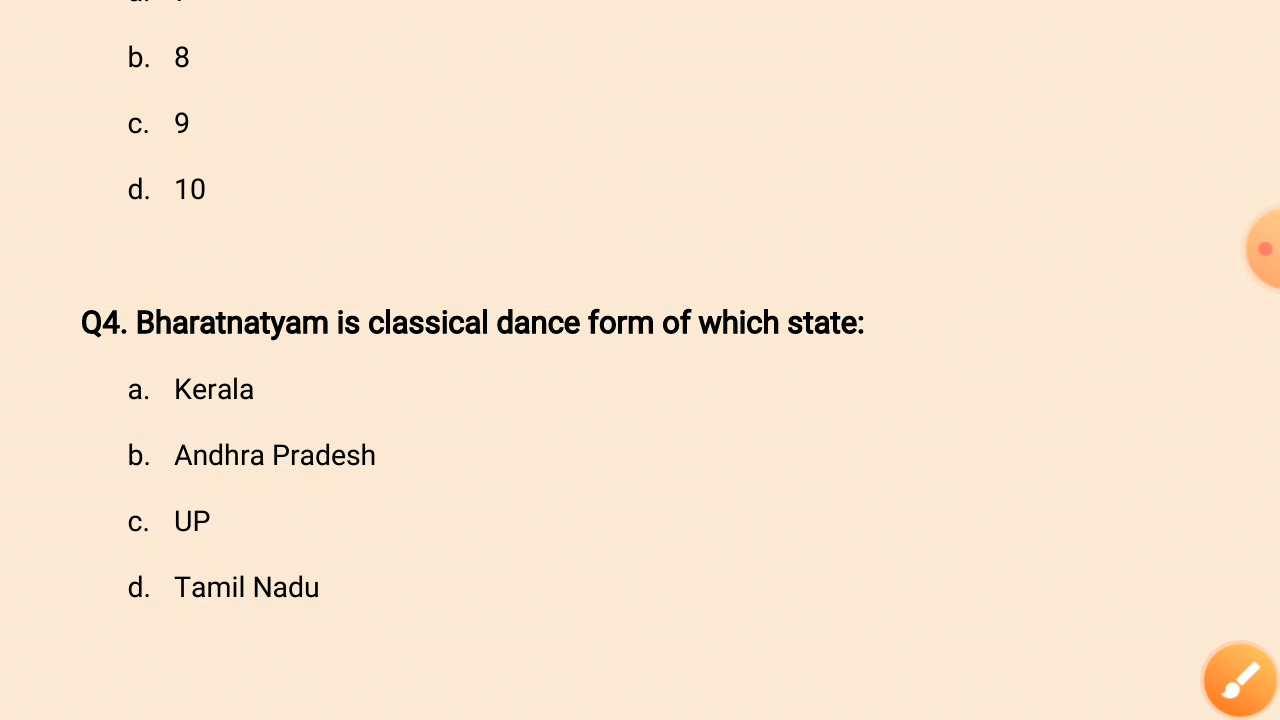 b. 8
c. 9
d. 10
Q4. Bharatnatyam is classical dance form of which state:
a. Kerala
b. Andhra Pradesh
c. UP
d. Tamil Nadu